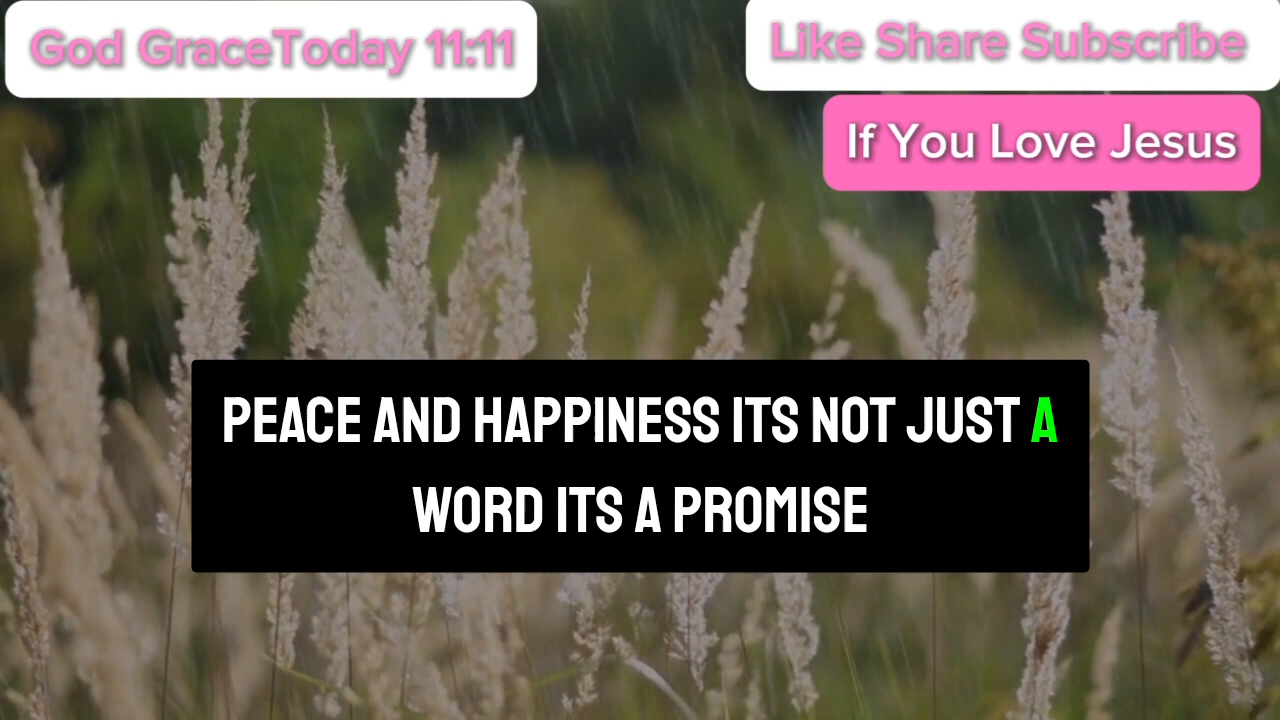 God GraceToday 11:11
Like Share Subscribe
If You Love Jesus
PEACE AND HAPPINESS ITS NOT JUST A
WORD ITS A PROMISE